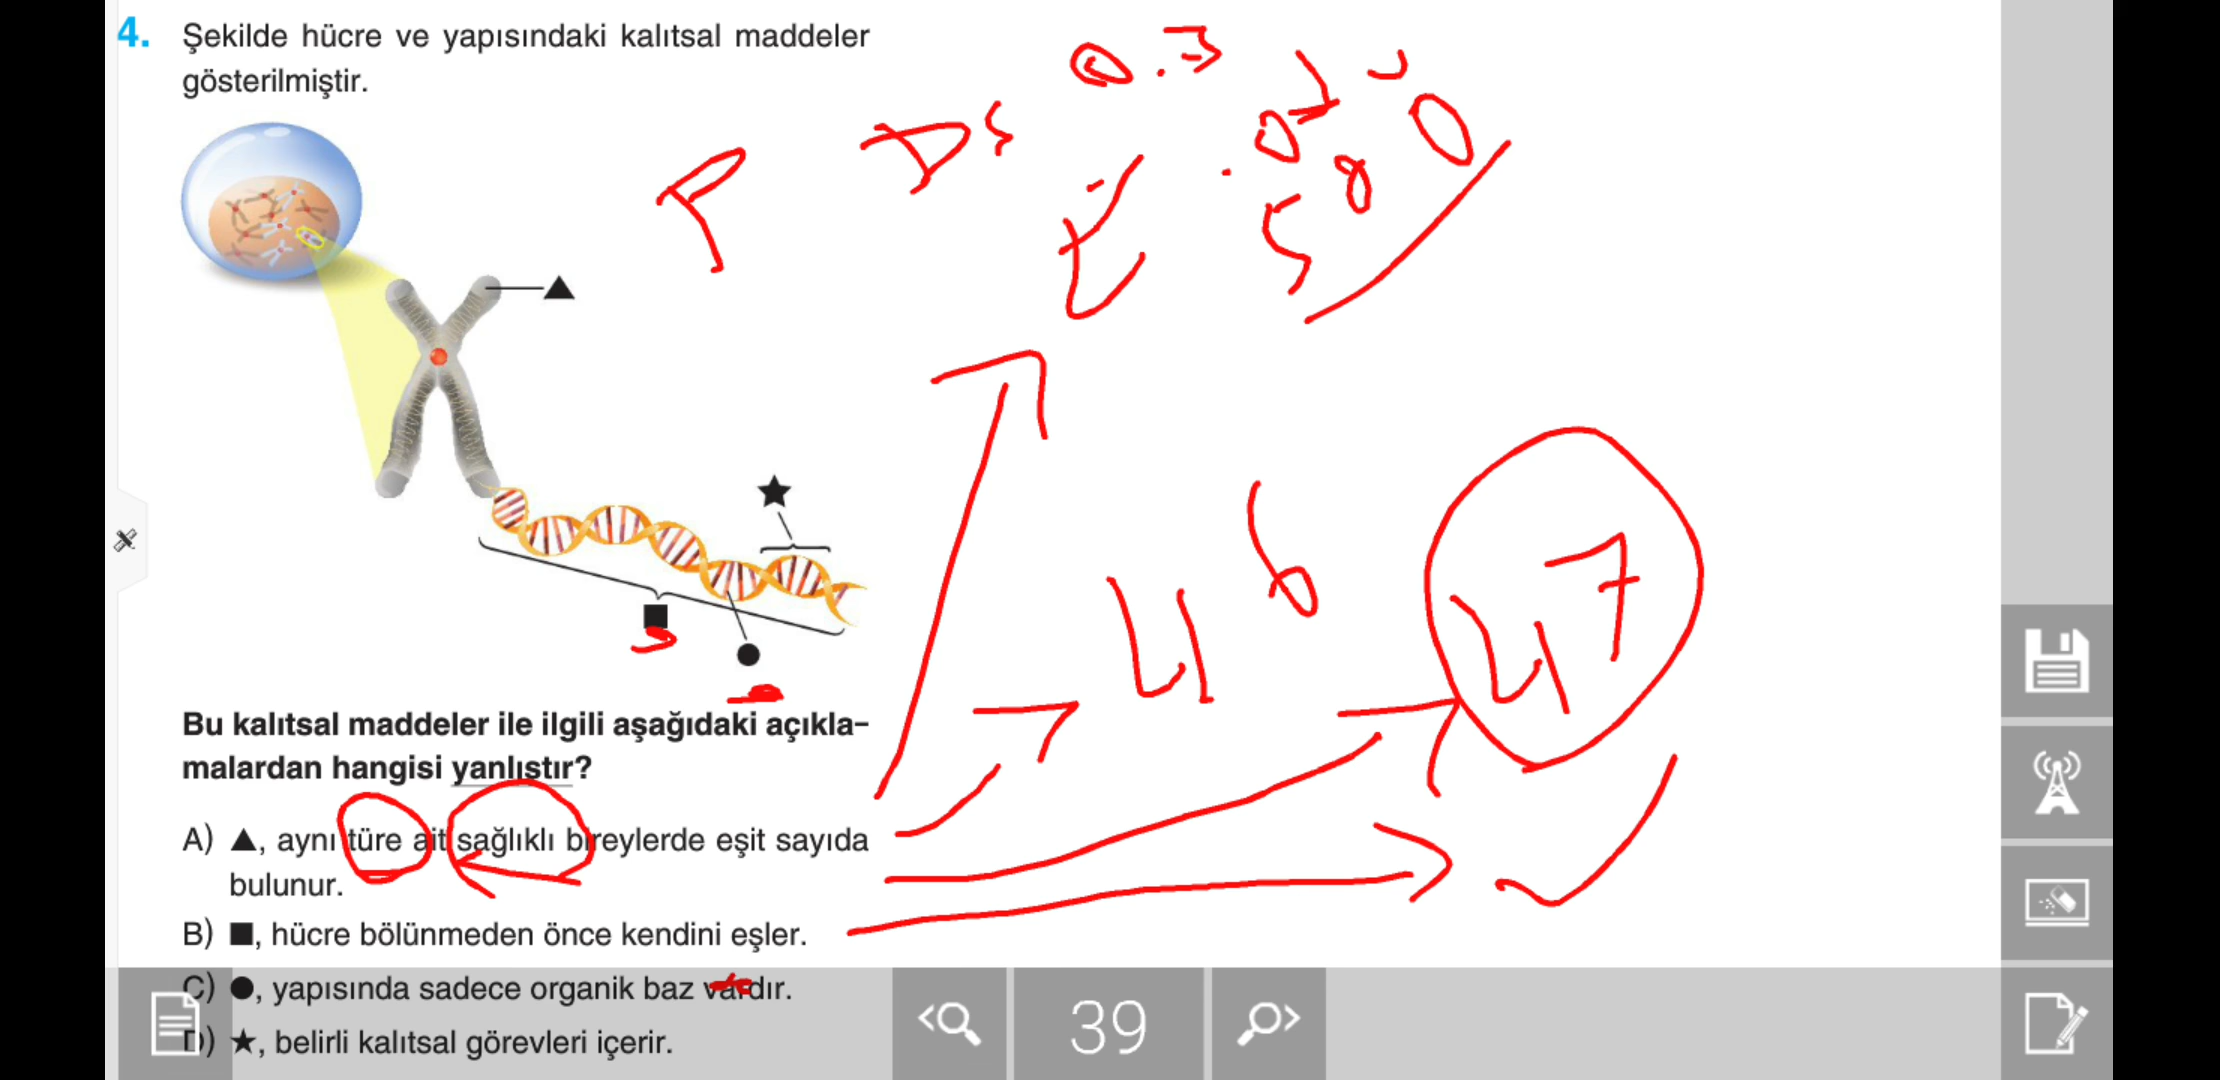 4. Şekilde hücre ve yapısındaki kalıtsal maddeler
gösterilmiştir.
46
47
Bu kalıtsal maddeler ile ilgili aşağıdaki açıkla-
malardan hangisi yanlıştır?
A) ▲, aynı türe ait sağlıklı bireylerde eşit sayıda
bulunur.
B) ■, hücre bölünmeden önce kendini eşler.
C) ●, yapısında sadece organik baz vardır.
D) ★, belirli kalıtsal görevleri içerir.
39